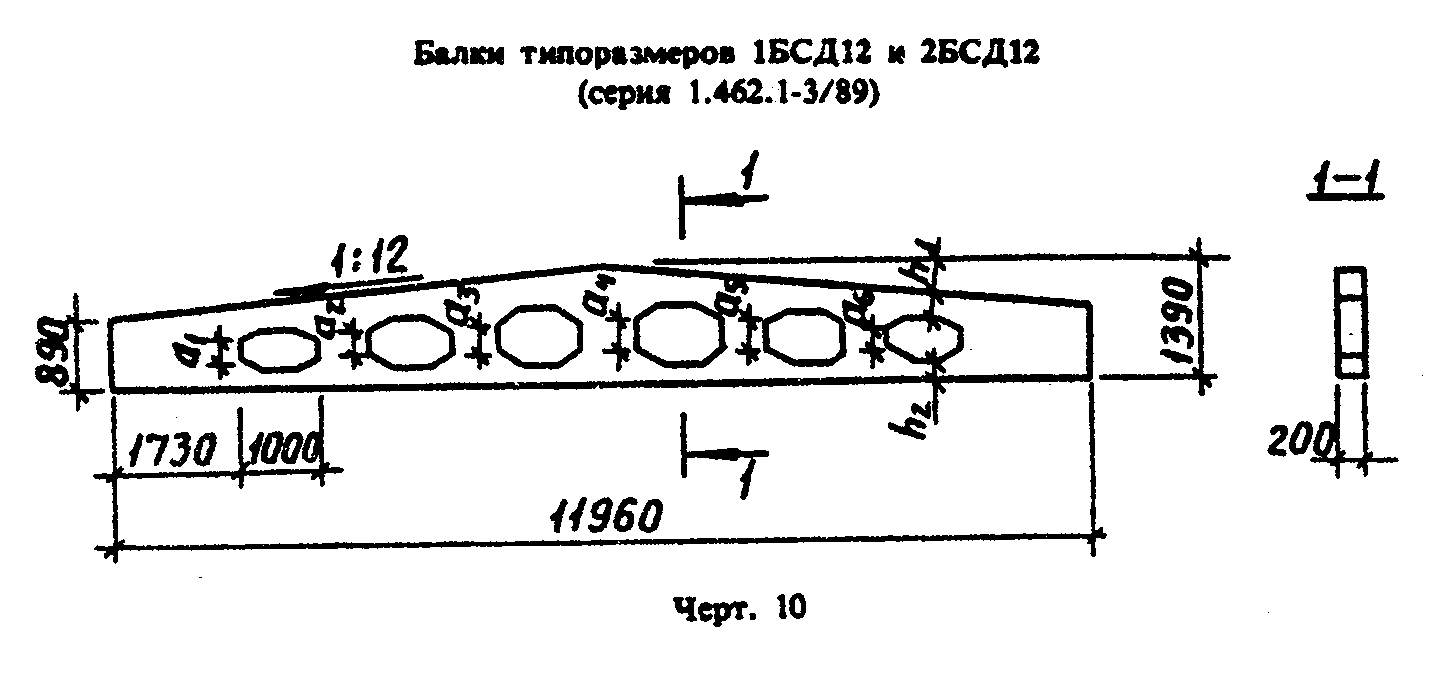 Балки типоразмеров 1БСД12 и 2БСД12
(серия 1.462.1-3/89)
1
1-1
1:12
h1
890
a1
a2
a3
a4
a5
a6
1390
h2
1730
1000
1
200
11960
Черт. 10